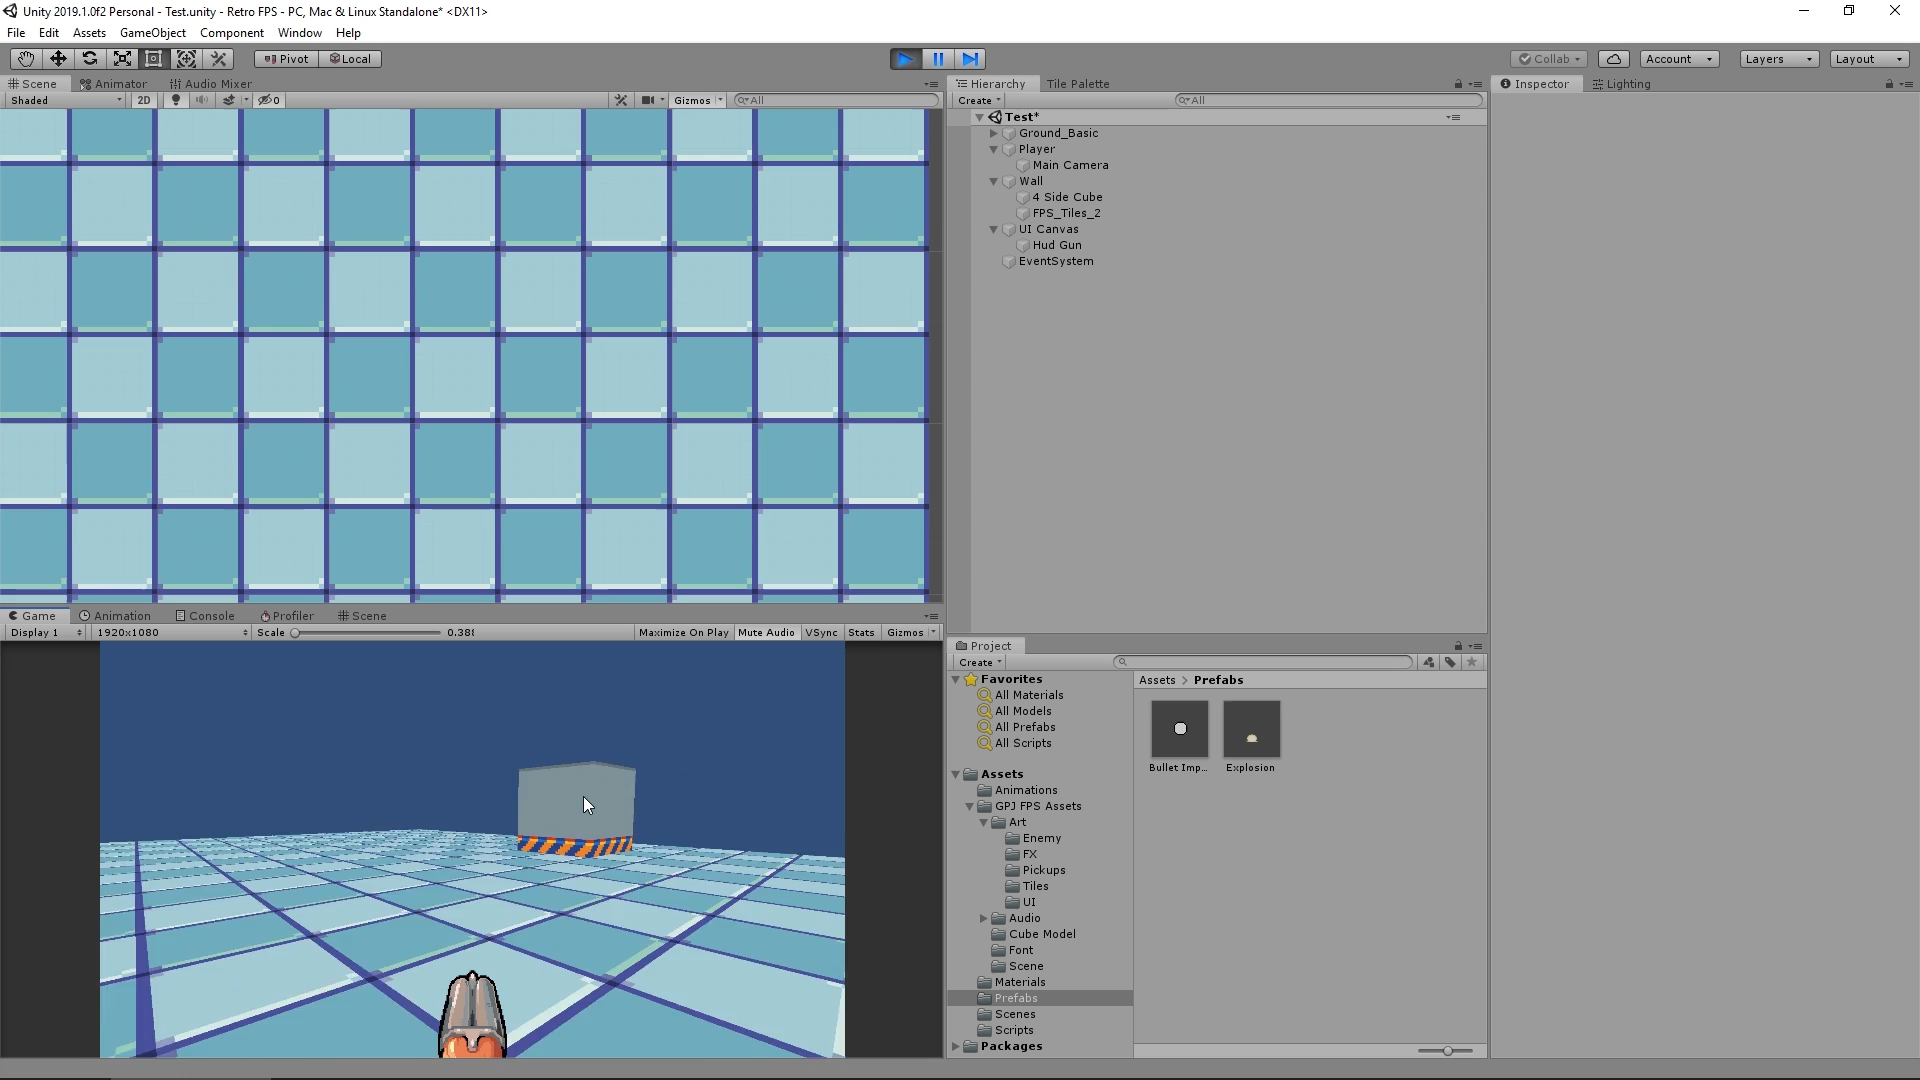 Unity 2019.1.0f2 Personal - Test.unity - Retro FPS - PC, Mac & Linux Standalone* <DX11>
File Edit Assets GameObject Component Window Help
Pivot Local Collab Account Layers Layout
Scene Animator Audio Mixer
Shaded 2D 0 Gizmos All
Hierarchy Tile Palette
Create All
Test*
Ground_Basic
Player
Main Camera
Wall
4 Side Cube
FPS_Tiles_2
UI Canvas
Hud Gun
EventSystem
Inspector Lighting
Game Animation Console Profiler Scene
Display 1 1920x1080 Scale 0.38 Maximize On Play Mute Audio VSync Stats Gizmos
Project
Create
Favorites
All Materials
All Models
All Prefabs
All Scripts
Assets
Animations
GPJ FPS Assets
Art
Enemy
FX
Pickups
Tiles
UI
Audio
Cube Model
Font
Scene
Materials
Prefabs
Scenes
Scripts
Packages
Assets > Prefabs
Bullet Imp... Explosion